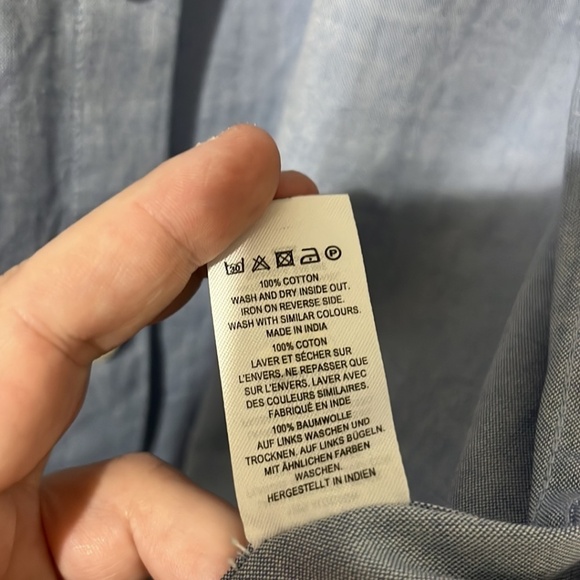 30
P
100% COTTON
WASH AND DRY INSIDE OUT.
IRON ON REVERSE SIDE.
WASH WITH SIMILAR COLOURS.
MADE IN INDIA
100% COTON
LAVER ET SÉCHER SUR
L'ENVERS. NE REPASSER QUE
SUR L'ENVERS. LAVER AVEC
DES COULEURS SIMILAIRES.
FABRIQUÉ EN INDE
100% BAUMWOLLE
AUF LINKS WASCHEN UND
TROCKNEN. AUF LINKS BÜGELN.
MIT ÄHNLICHEN FARBEN
WASCHEN.
HERGESTELLT IN INDIEN